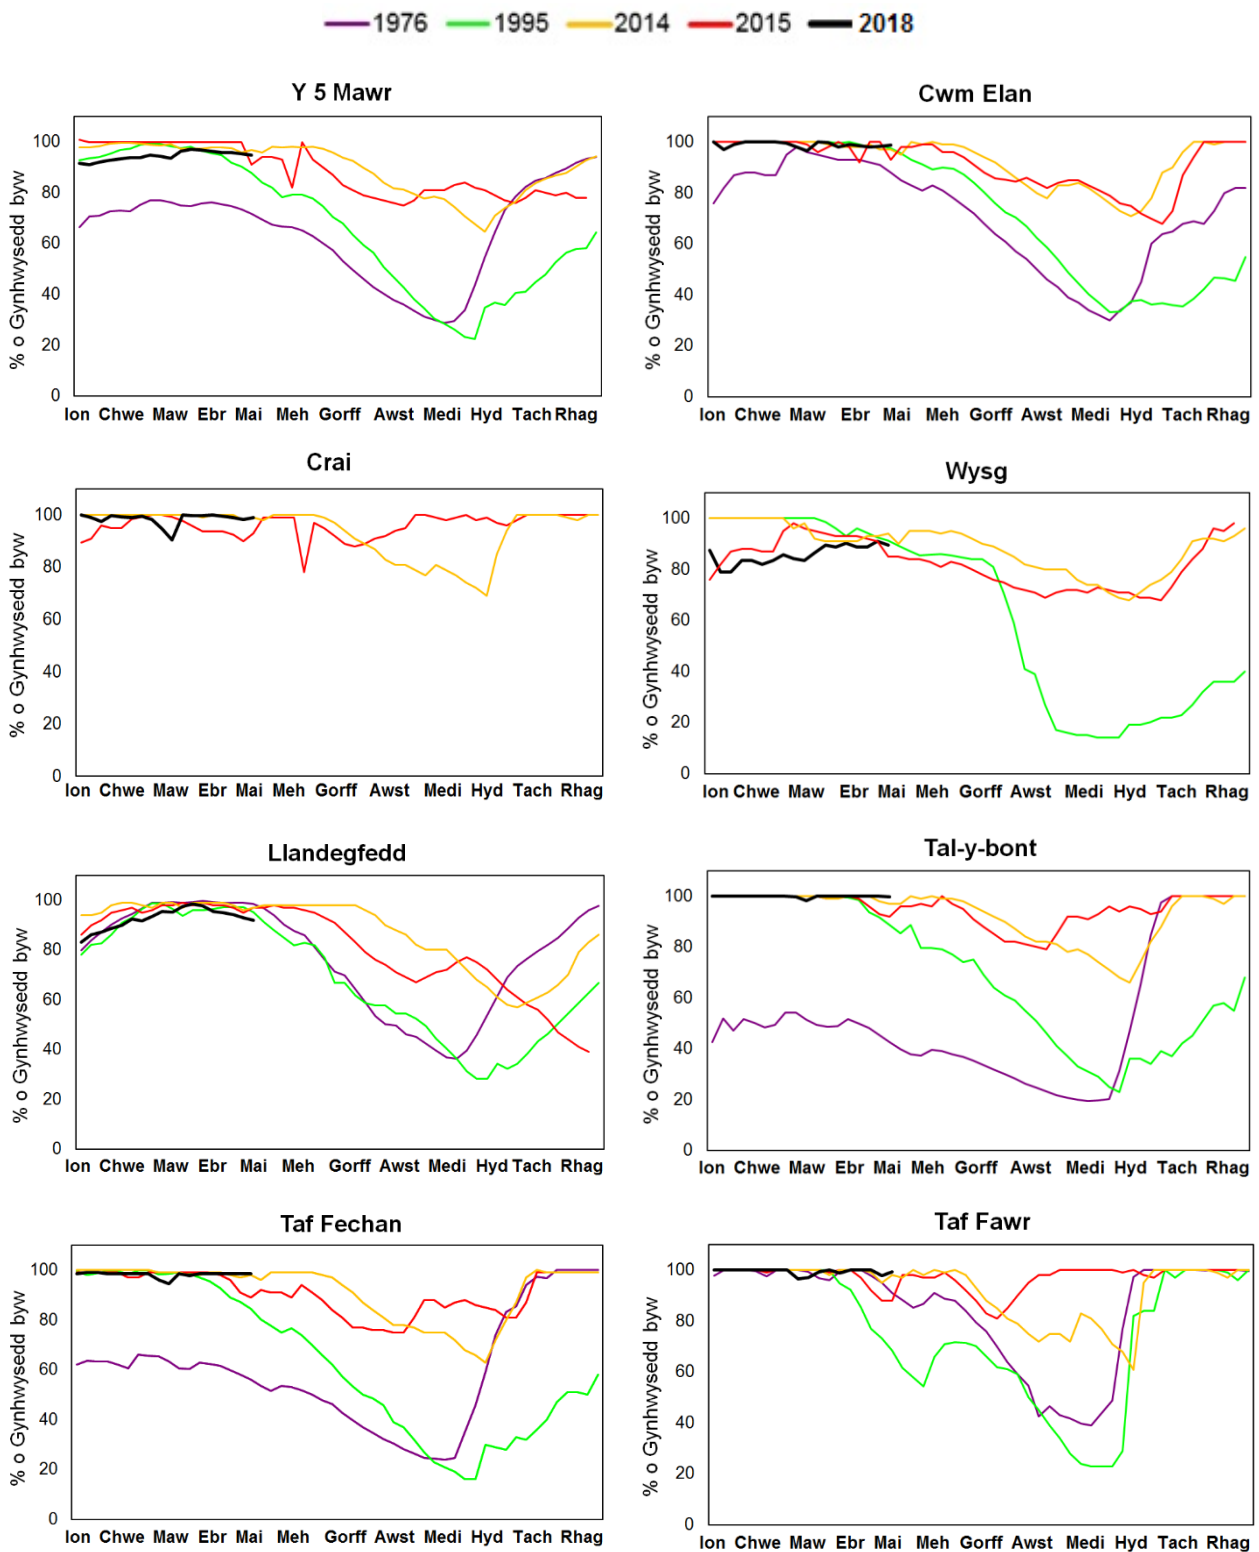 1976 1995 2014 2015 2018
Y 5 Mawr
% o Gynhwysedd byw
100
80
60
40
20
0
Ion Chwe Maw Ebr Mai Meh Gorff Awst Medi Hyd Tach Rhag
Cwm Elan
% o Gynhwysedd byw
100
80
60
40
20
0
Ion Chwe Maw Ebr Mai Meh Gorff Awst Medi Hyd Tach Rhag
Crai
% o Gynhwysedd byw
100
80
60
40
20
0
Ion Chwe Maw Ebr Mai Meh Gorff Awst Medi Hyd Tach Rhag
Wysg
% o Gynhwysedd byw
100
80
60
40
20
0
Ion Chwe Maw Ebr Mai Meh Gorff Awst Medi Hyd Tach Rhag
Llandegfedd
% o Gynhwysedd byw
100
80
60
40
20
0
Ion Chwe Maw Ebr Mai Meh Gorff Awst Medi Hyd Tach Rhag
Tal-y-bont
% o Gynhwysedd byw
100
80
60
40
20
0
Ion Chwe Maw Ebr Mai Meh Gorff Awst Medi Hyd Tach Rhag
Taf Fechan
% o Gynhwysedd byw
100
80
60
40
20
0
Ion Chwe Maw Ebr Mai Meh Gorff Awst Medi Hyd Tach Rhag
Taf Fawr
% o Gynhwysedd byw
100
80
60
40
20
0
Ion Chwe Maw Ebr Mai Meh Gorff Awst Medi Hyd Tach Rhag